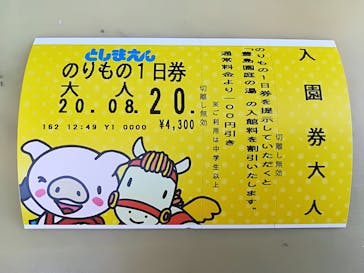 としまえん
のりもの1日券
大人
20.08.20.
162 12:49 Y1 0000 ¥4,300
切離し無効
※ご利用は中学生以上
のりもの1日券を提示していただくと
"豊島園庭の湯"の入館料を割引いたします。
通常料金より一〇〇円引き
切離し無効
入園券大人